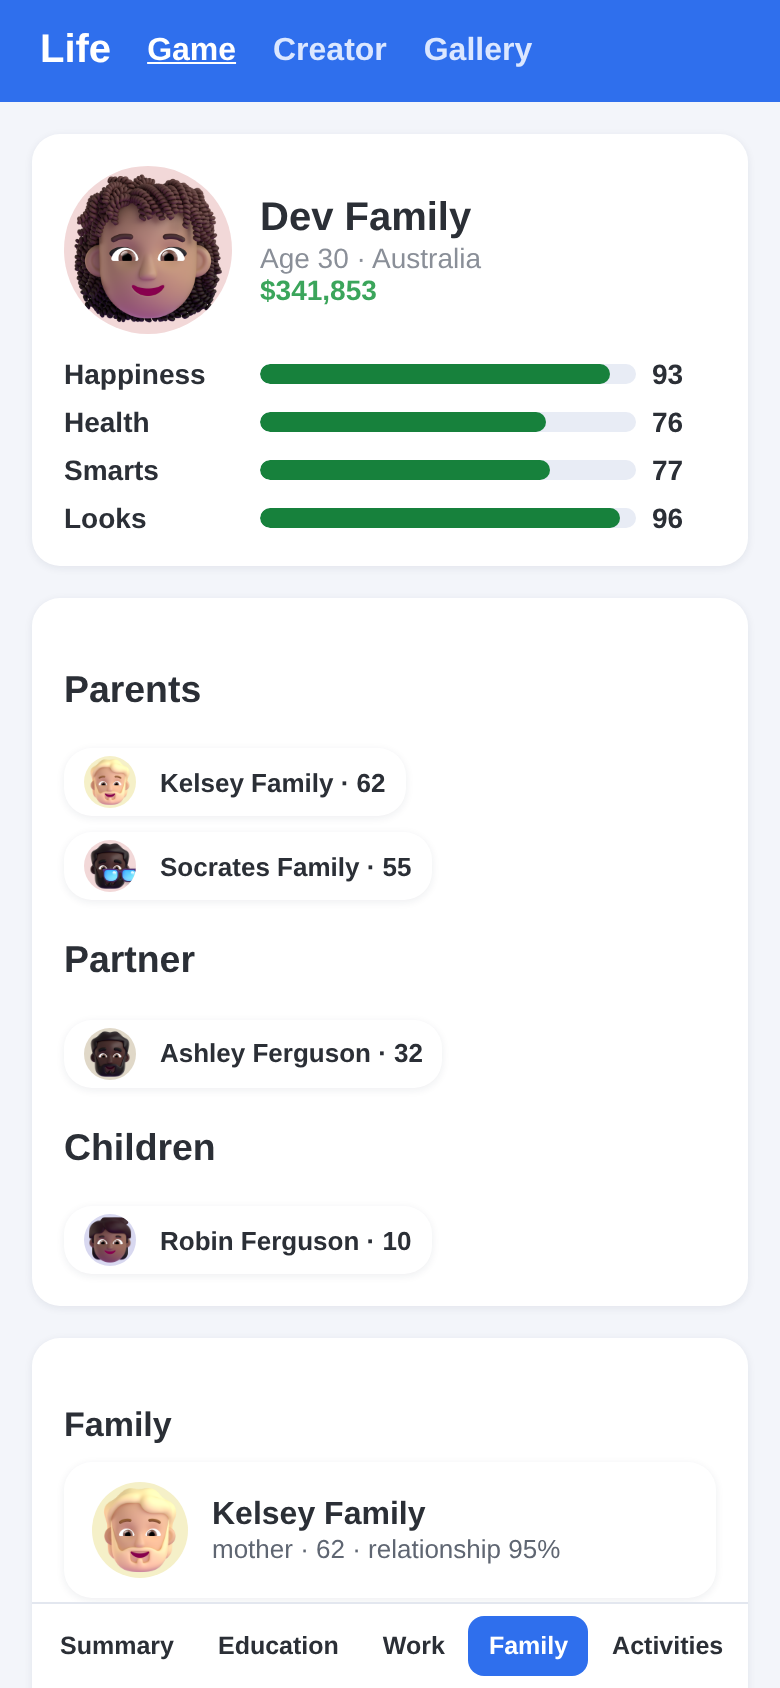 Life Game Creator Gallery
Dev Family
Age 30 · Australia
$341,853
Happiness 93
Health 76
Smarts 77
Looks 96
Parents
Kelsey Family · 62
Socrates Family · 55
Partner
Ashley Ferguson · 32
Children
Robin Ferguson · 10
Family
Kelsey Family
mother · 62 · relationship 95%
Summary Education Work Family Activities